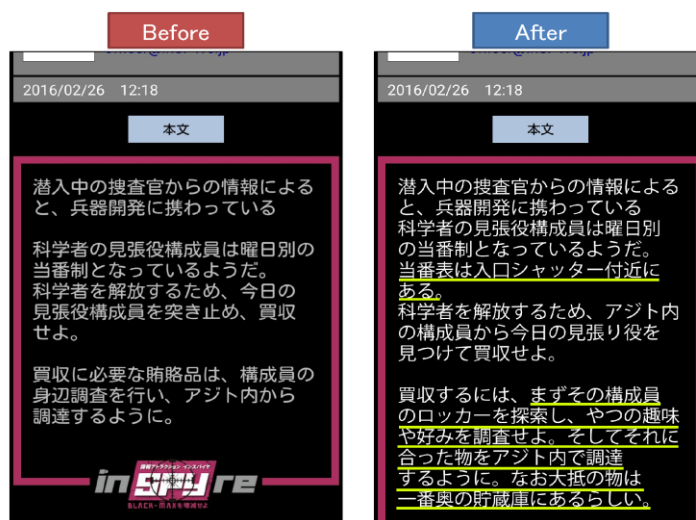 Before
2016/02/26 12:18
本文
潜入中の捜査官からの情報による
と、兵器開発に携わっている
科学者の見張役構成員は曜日別の
当番制となっているようだ。
科学者を解放するため、今日の
見張役構成員を突き止め、買収
せよ。
買収に必要な賄賂品は、構成員の
身辺調査を行い、アジト内から
調達するように。
inSPYre
BLACK-MAXを壊滅せよ
After
2016/02/26 12:18
本文
潜入中の捜査官からの情報による
と、兵器開発に携わっている
科学者の見張役構成員は曜日別
の当番制となっているようだ。
当番表は入口シャッター付近に
ある。
科学者を解放するため、アジト内
の構成員から今日の見張り役を
見つけて買収せよ。
買収するには、まずその構成員
のロッカーを探索し、やつの趣味
や好みを調査せよ。そしてそれに
合った物をアジト内で調達
するように。なお大抵の物は
一番奥の貯蔵庫にあるらしい。